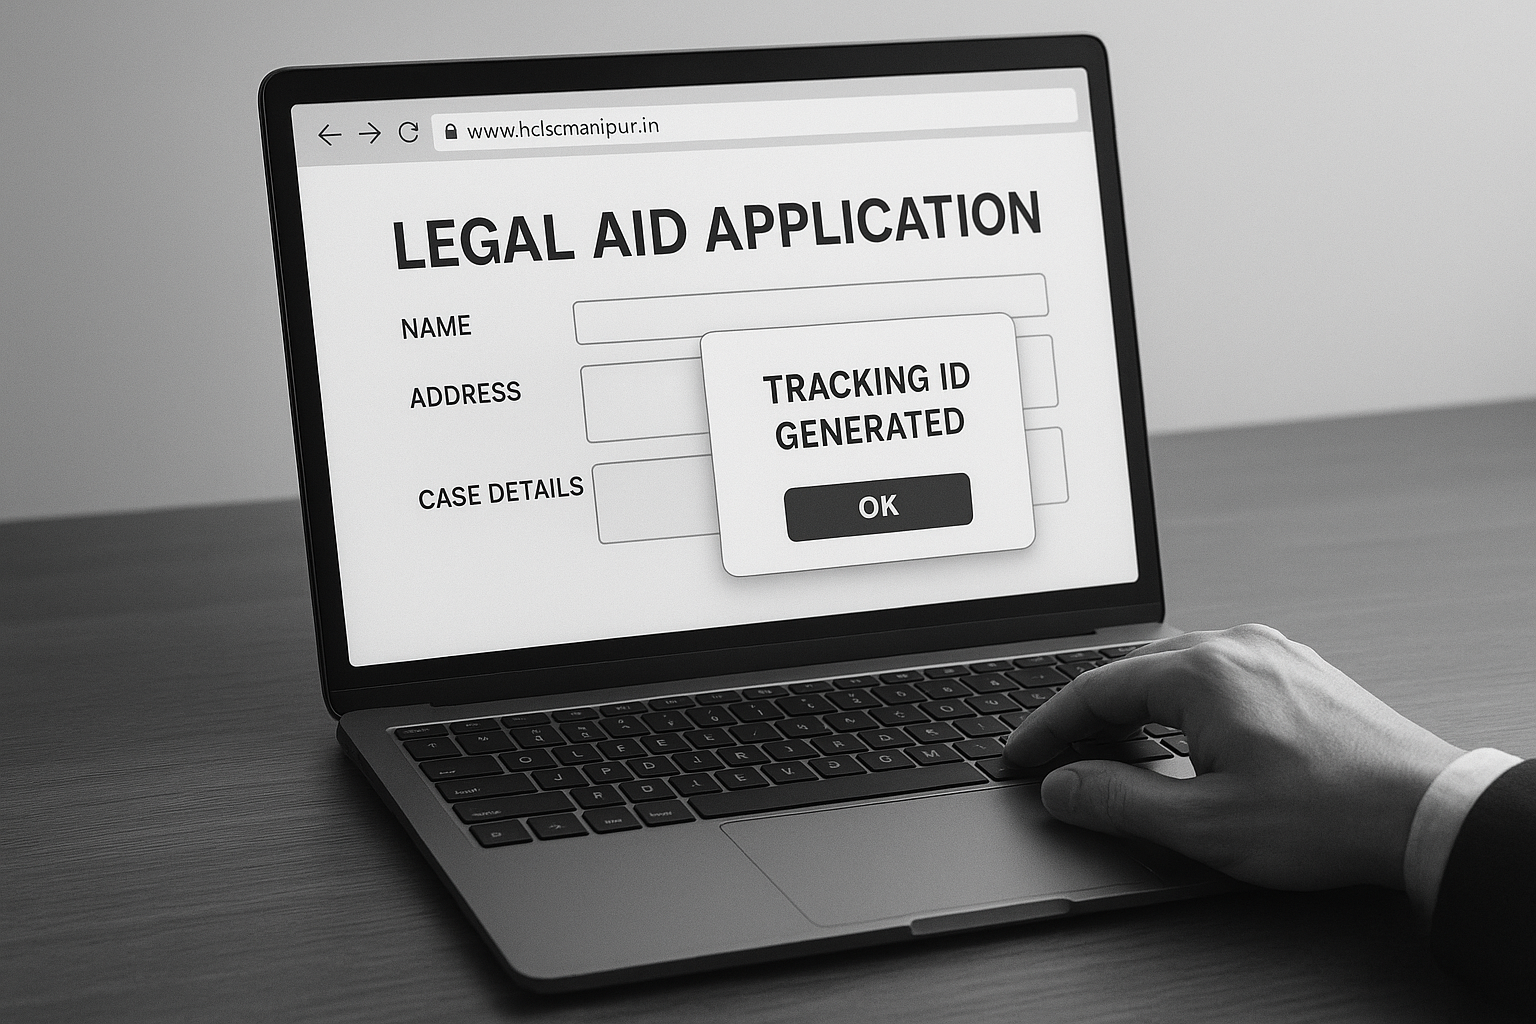 www.hclscmanipur.in
LEGAL AID APPLICATION
NAME
ADDRESS
CASE DETAILS
TRACKING ID
GENERATED
OK